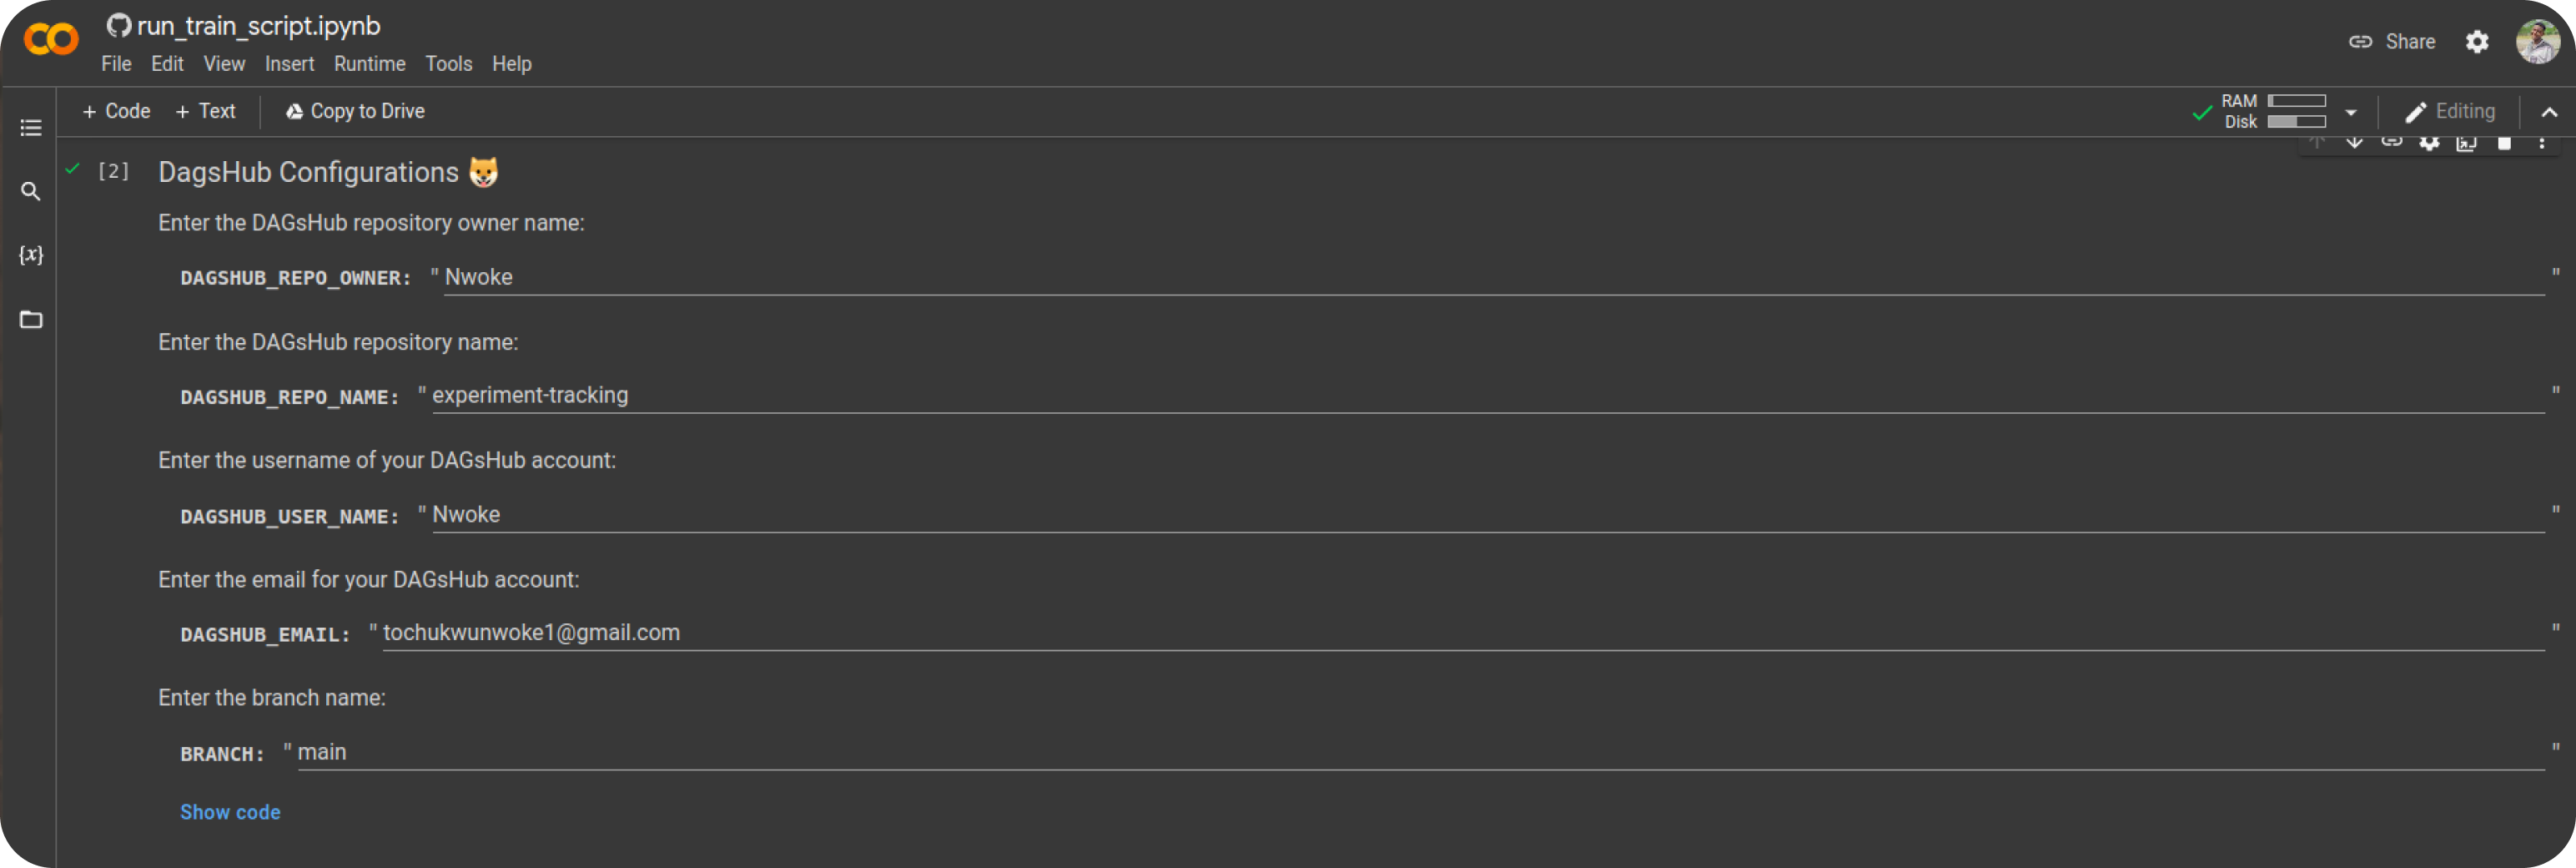 run_train_script.ipynb
File Edit View Insert Runtime Tools Help
Share
+ Code + Text Copy to Drive
RAM
Disk
Editing
{x}
[2] DagsHub Configurations
Enter the DAGsHub repository owner name:
DAGSHUB_REPO_OWNER: " Nwoke "
Enter the DAGsHub repository name:
DAGSHUB_REPO_NAME: " experiment-tracking "
Enter the username of your DAGsHub account:
DAGSHUB_USER_NAME: " Nwoke "
Enter the email for your DAGsHub account:
DAGSHUB_EMAIL: " tochukwunwoke1@gmail.com "
Enter the branch name:
BRANCH: " main "
Show code